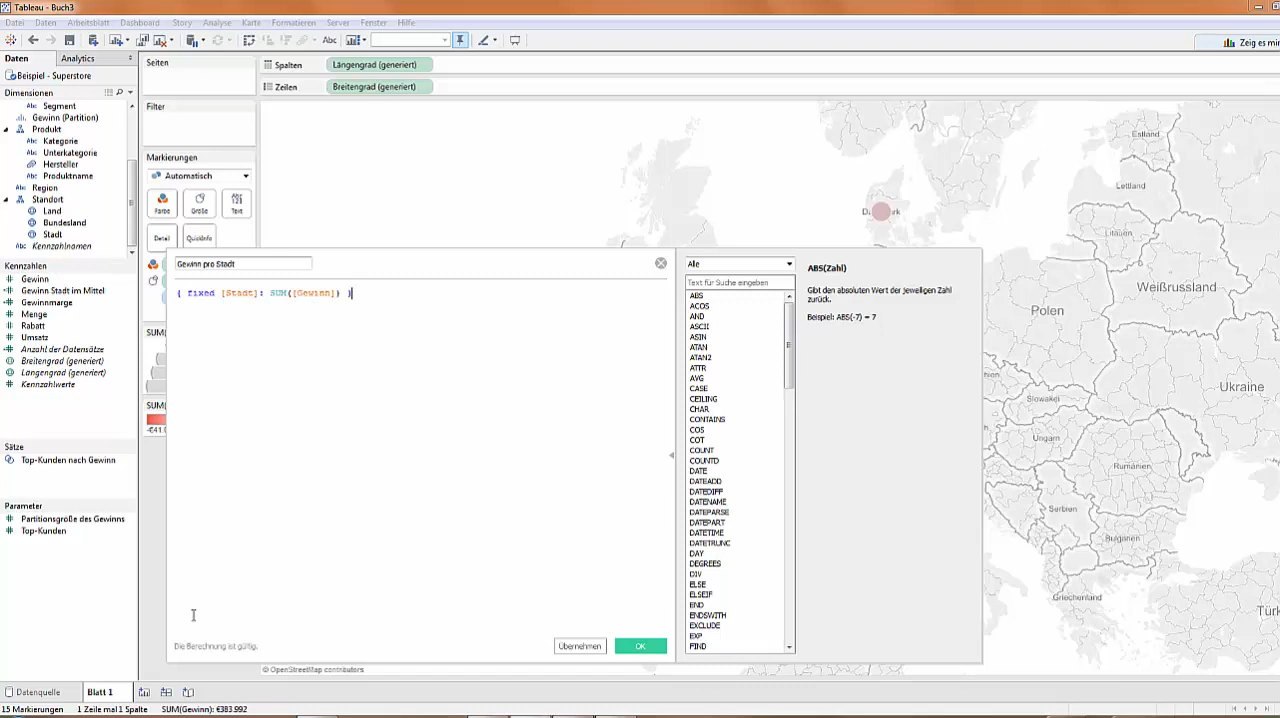 Tableau - Buch3
Datei Daten Arbeitsblatt Dashboard Story Analyse Karte Formatieren Server Fenster Hilfe
Abc
Zeig es mir
Daten Analytics
Beispiel - Superstore
Dimensionen
Abc Segment
Gewinn (Partition)
Produkt
Abc Kategorie
Abc Unterkategorie
Hersteller
Abc Produktname
Abc Region
Standort
Land
Bundesland
Stadt
Abc Kennzahlnamen
Kennzahlen
Gewinn
Gewinn Stadt im Mittel
Gewinnmarge
Menge
Rabatt
Umsatz
Anzahl der Datensätze
Breitengrad (generiert)
Längengrad (generiert)
Kennzahlwerte
Sätze
Top-Kunden nach Gewinn
Parameter
Partitionsgröße des Gewinns
Top-Kunden
Seiten
Filter
Markierungen
Automatisch
Farbe Größe Text
Detail QuickInfo
SUM(
SUM(
Spalten Längengrad (generiert)
Zeilen Breitengrad (generiert)
Estland
Lettland
Weißrussland
Polen
Ukraine
Slowakei
Ungarn
Rumänien
Serbien
Bulgarien
Griechenland
Gewinn pro Stadt
{ fixed [Stadt]: SUM([Gewinn]) }
Die Berechnung ist gültig.
Übernehmen OK
Alle
Text für Suche eingeben
ABS
ACOS
AND
ASCII
ASIN
ATAN
ATAN2
ATTR
AVG
CASE
CEILING
CHAR
CONTAINS
COS
COT
COUNT
COUNTD
DATE
DATEADD
DATEDIFF
DATENAME
DATEPARSE
DATEPART
DATETIME
DATETRUNC
DAY
DEGREES
DIV
ELSE
ELSEIF
END
ENDSWITH
EXCLUDE
EXP
FIND
ABS(Zahl)
Gibt den absoluten Wert der jeweiligen Zahl
zurück.
Beispiel: ABS(-7) = 7
© OpenStreetMap contributors
Datenquelle Blatt 1
15 Markierungen 1 Zeile mal 1 Spalte SUM(Gewinn): €383.992